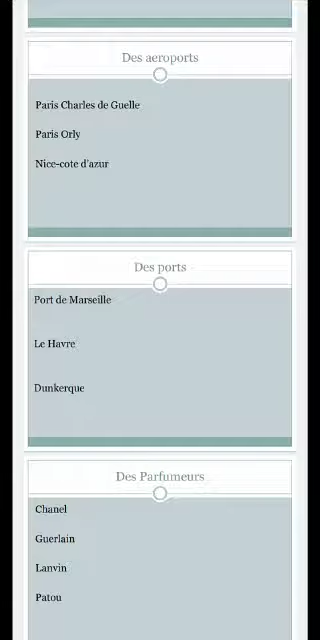 Des aeroports
Paris Charles de Guelle
Paris Orly
Nice-cote d'azur
Des ports
Port de Marseille
Le Havre
Dunkerque
Des Parfumeurs
Chanel
Guerlain
Lanvin
Patou